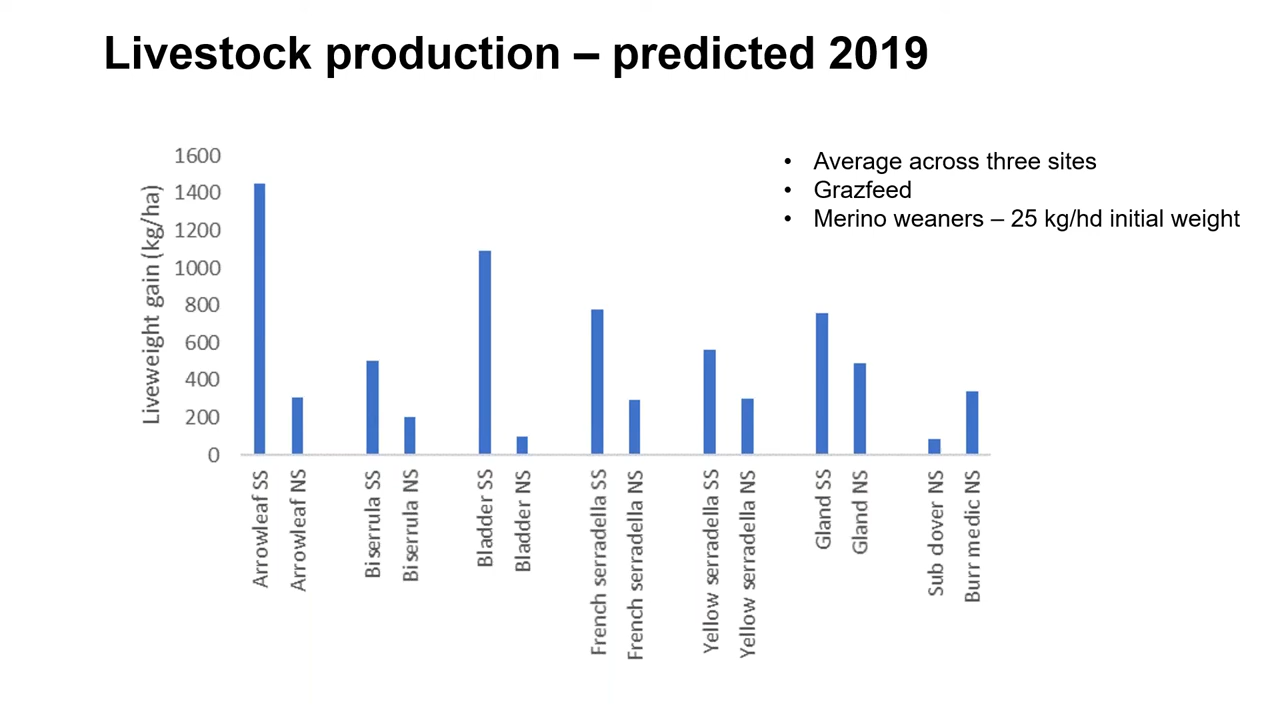 Livestock production – predicted 2019
• Average across three sites
• Grazfeed
• Merino weaners – 25 kg/hd initial weight
Liveweight gain (kg/ha)
1600
1400
1200
1000
800
600
400
200
0
Arrowleaf SS
Arrowleaf NS
Biserrula SS
Biserrula NS
Bladder SS
Bladder NS
French serradella SS
French serradella NS
Yellow serradella SS
Yellow serradella NS
Gland SS
Gland NS
Sub clover NS
Burr medic NS